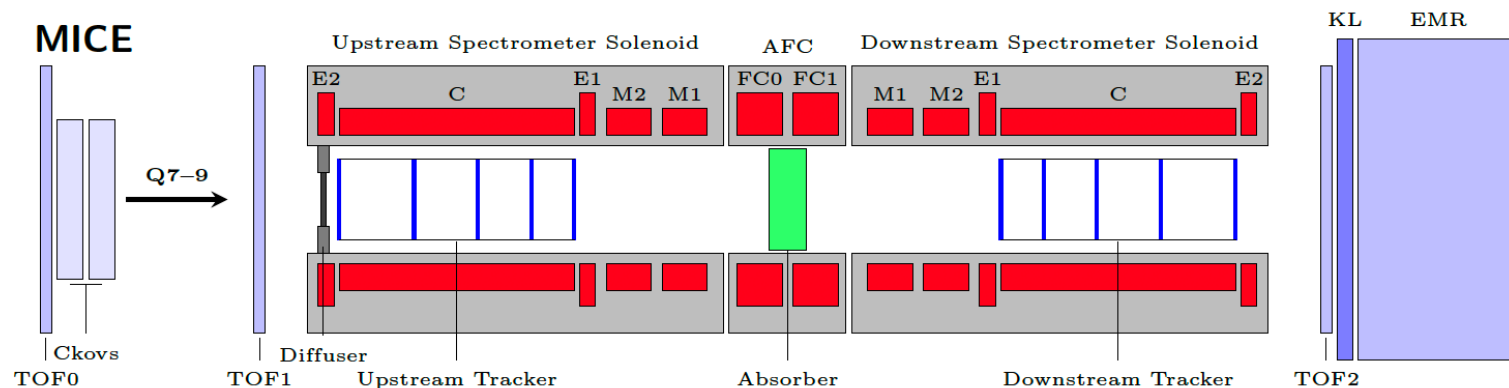 MICE
Upstream Spectrometer Solenoid
AFC
Downstream Spectrometer Solenoid
KL
EMR
E2
C
E1
M2
M1
FC0
FC1
M1
M2
E1
C
E2
Q7–9
Ckovs
Diffuser
TOF0
TOF1
Upstream Tracker
Absorber
Downstream Tracker
TOF2